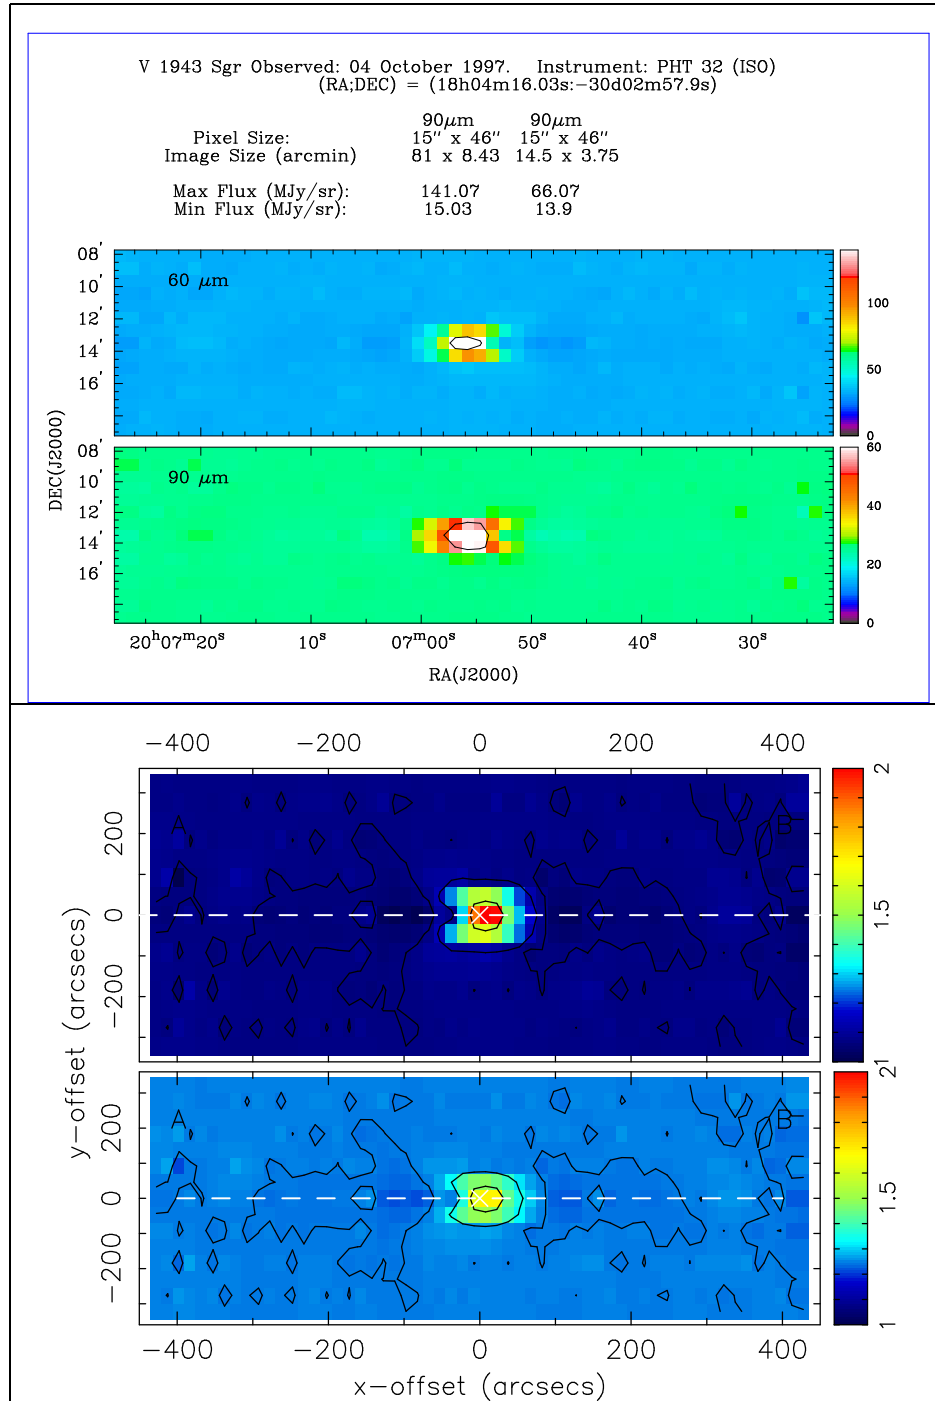 V 1943 Sgr Observed: 04 October 1997. Instrument: PHT 32 (ISO)
(RA;DEC) = (18h04m16.03s:−30d02m57.9s)
90μm 90μm
Pixel Size: 15″ x 46″ 15″ x 46″
Image Size (arcmin) 81 x 8.43 14.5 x 3.75
Max Flux (MJy/sr): 141.07 66.07
Min Flux (MJy/sr): 15.03 13.9
08′
10′
12′
14′
16′
60 μm
100
50
0
DEC(J2000)
08′
10′
12′
14′
16′
90 μm
60
40
20
0
20h07m20s 10s 07m00s 50s 40s 30s
RA(J2000)
−400 −200 0 200 400
200
0
−200
A
B
2
1.5
1
y−offset (arcsecs)
200
0
−200
A
B
2
1.5
1
−400 −200 0 200 400
x−offset (arcsecs)